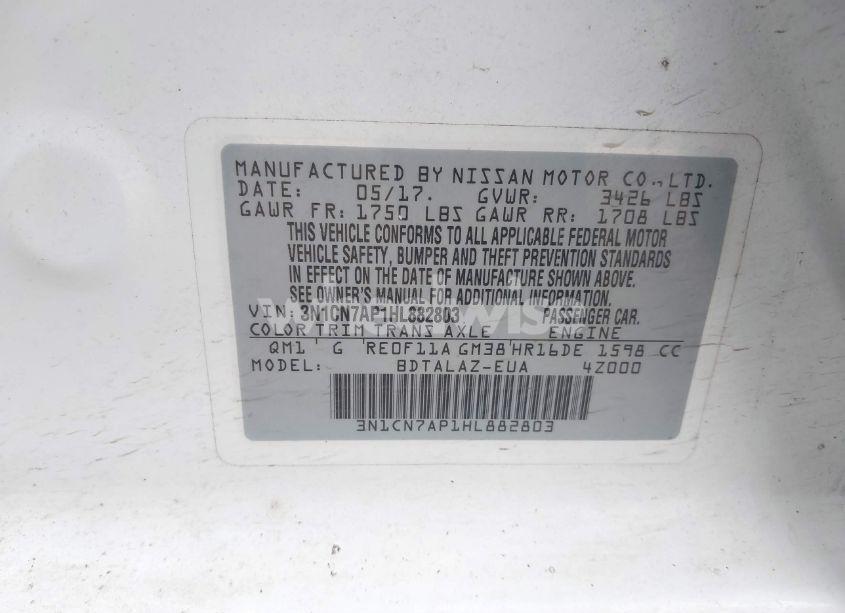 MANUFACTURED BY NISSAN MOTOR CO., LTD.
DATE: 05/17. GVWR: 3426 LBS
GAWR FR: 1750 LBS GAWR RR: 1708 LBS
THIS VEHICLE CONFORMS TO ALL APPLICABLE FEDERAL MOTOR
VEHICLE SAFETY, BUMPER AND THEFT PREVENTION STANDARDS
IN EFFECT ON THE DATE OF MANUFACTURE SHOWN ABOVE.
SEE OWNER'S MANUAL FOR ADDITIONAL INFORMATION.
VIN: 3N1CN7AP1HL882803 PASSENGER CAR.
COLOR TRIM TRANS AXLE ENGINE
QM1 G RE0F11A GM38 HR16DE 1598 CC
MODEL: BDTALAZ-EUA 4Z000
3N1CN7AP1HL882803